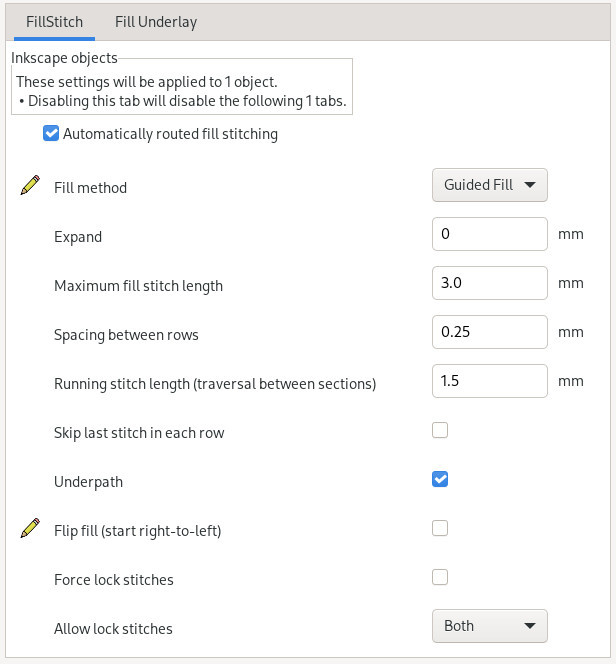 FillStitch Fill Underlay
Inkscape objects
These settings will be applied to 1 object.
• Disabling this tab will disable the following 1 tabs.
Automatically routed fill stitching
Fill method Guided Fill
Expand 0 mm
Maximum fill stitch length 3.0 mm
Spacing between rows 0.25 mm
Running stitch length (traversal between sections) 1.5 mm
Skip last stitch in each row
Underpath
Flip fill (start right-to-left)
Force lock stitches
Allow lock stitches Both